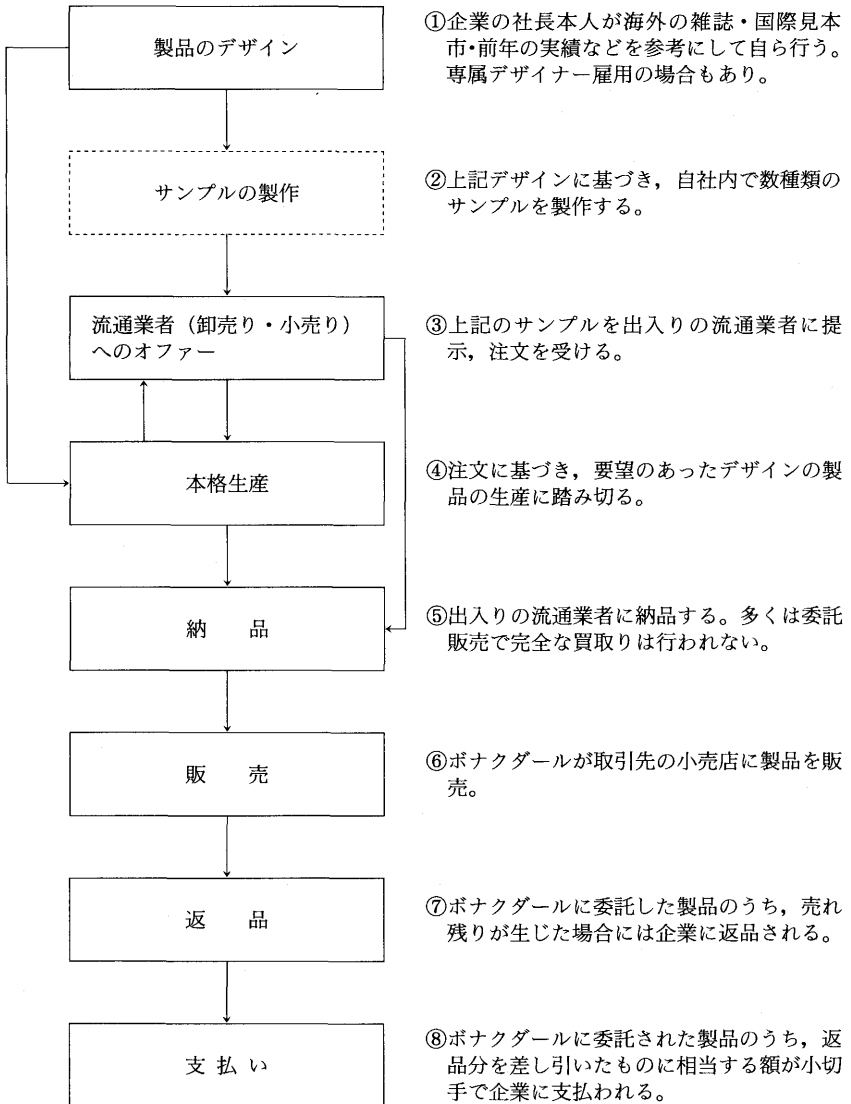 製品のデザイン
①企業の社長本人が海外の雑誌・国際見本
市・前年の実績などを参考にして自ら行う。
専属デザイナー雇用の場合もあり。
サンプルの製作
②上記デザインに基づき，自社内で数種類の
サンプルを製作する。
流通業者（卸売り・小売り）
へのオファー
③上記のサンプルを出入りの流通業者に提
示，注文を受ける。
本格生産
④注文に基づき，要望のあったデザインの製
品の生産に踏み切る。
納　品
⑤出入りの流通業者に納品する。多くは委託
販売で完全な買取りは行われない。
販　売
⑥ボナクダールが取引先の小売店に製品を販
売。
返　品
⑦ボナクダールに委託した製品のうち，売れ
残りが生じた場合には企業に返品される。
支払い
⑧ボナクダールに委託された製品のうち，返
品分を差し引いたものに相当する額が小切
手で企業に支払われる。